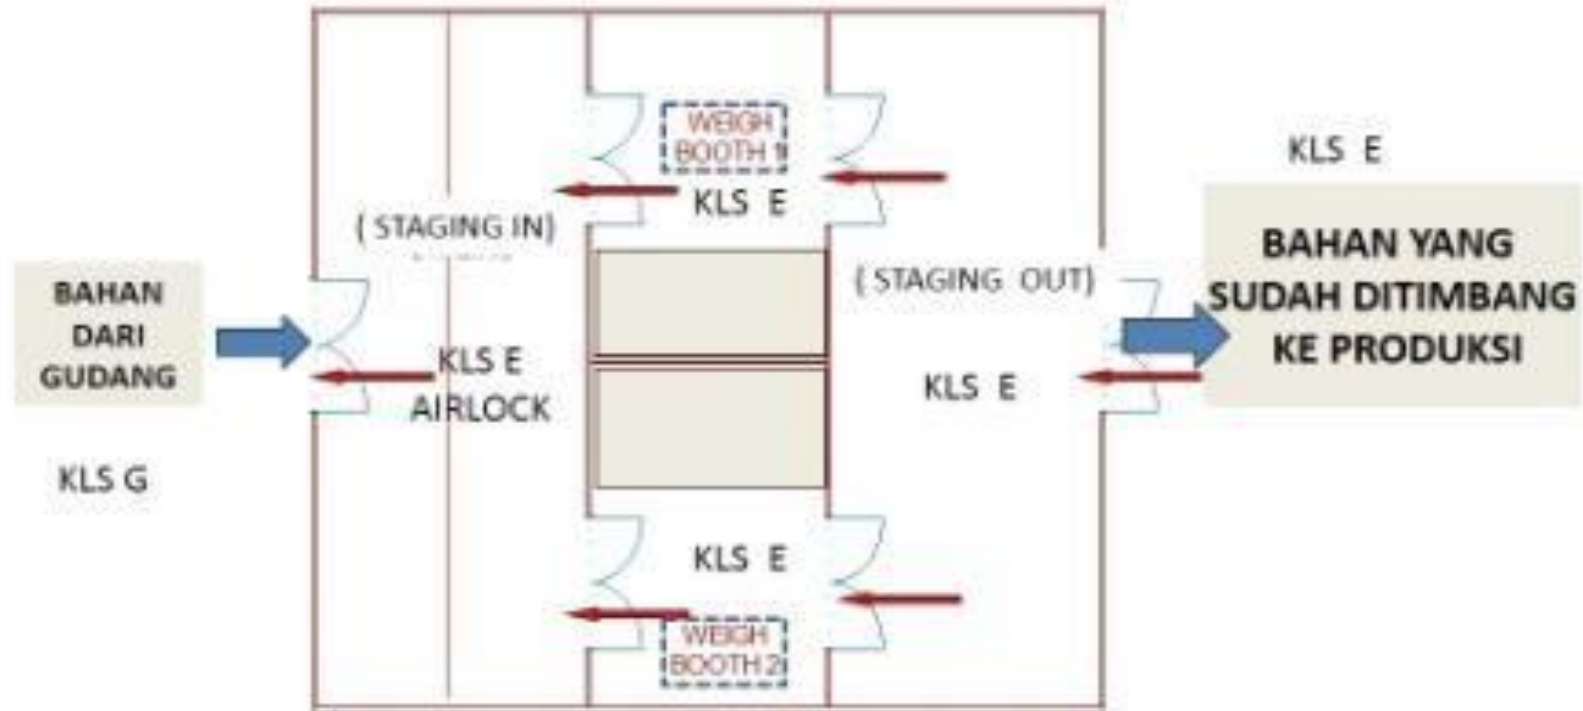 BAHAN
DARI
GUDANG
KLS G
( STAGING IN)
KLS E
AIRLOCK
WEIGH
BOOTH 1
KLS E
KLS E
WEIGH
BOOTH 2
( STAGING OUT)
KLS E
KLS E
BAHAN YANG
SUDAH DITIMBANG
KE PRODUKSI